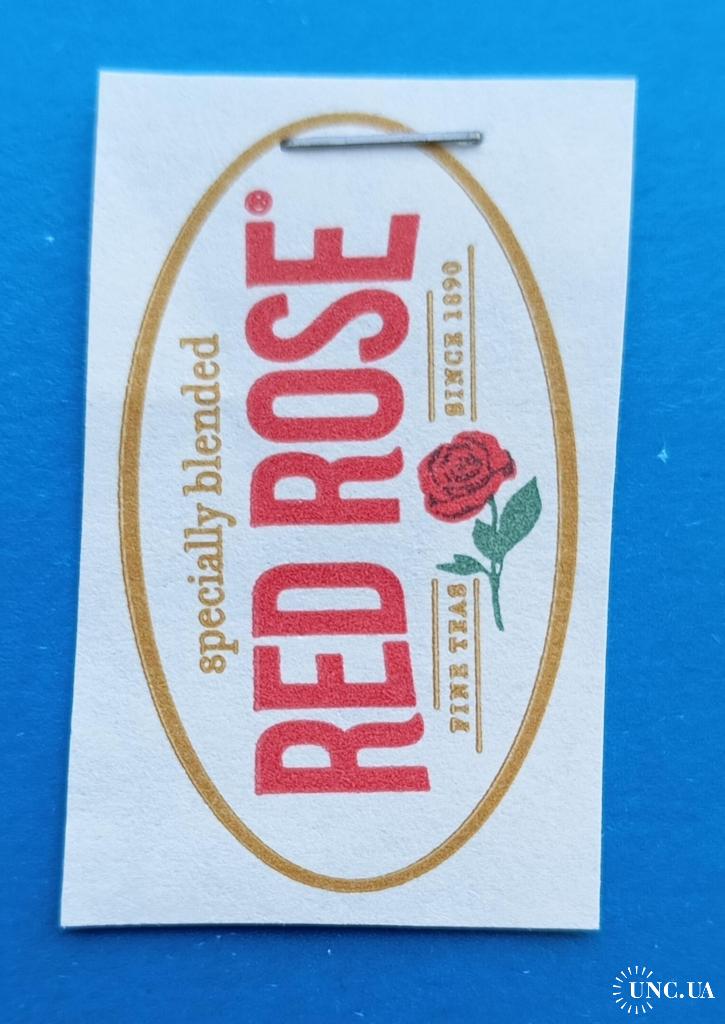 specially blended
RED ROSE®
FINE TEAS SINCE 1890
UNC.UA